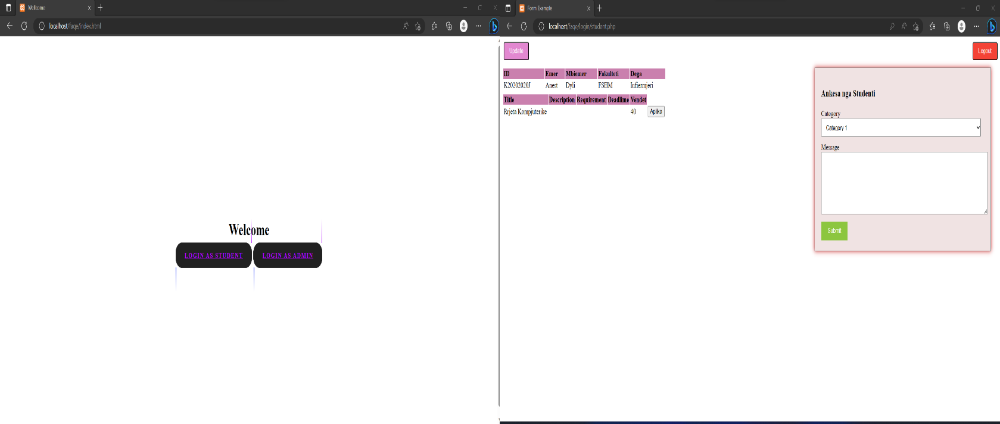 Wellcome
localhost/faqe/index.html
Welcome
LOGIN AS STUDENT LOGIN AS ADMIN
Form Example
localhost/faqe/login/student.php
Update
Logout
ID Emer Mbiemer Fakulteti Dega
K20202020J Anest Dyli FSHM Infiermjeri
Title Description Requirement Deadlime Vendet
Rrjeta Kompjuterike 40 Apliko
Ankesa nga Studenti
Category
Category 1
Message
Submit